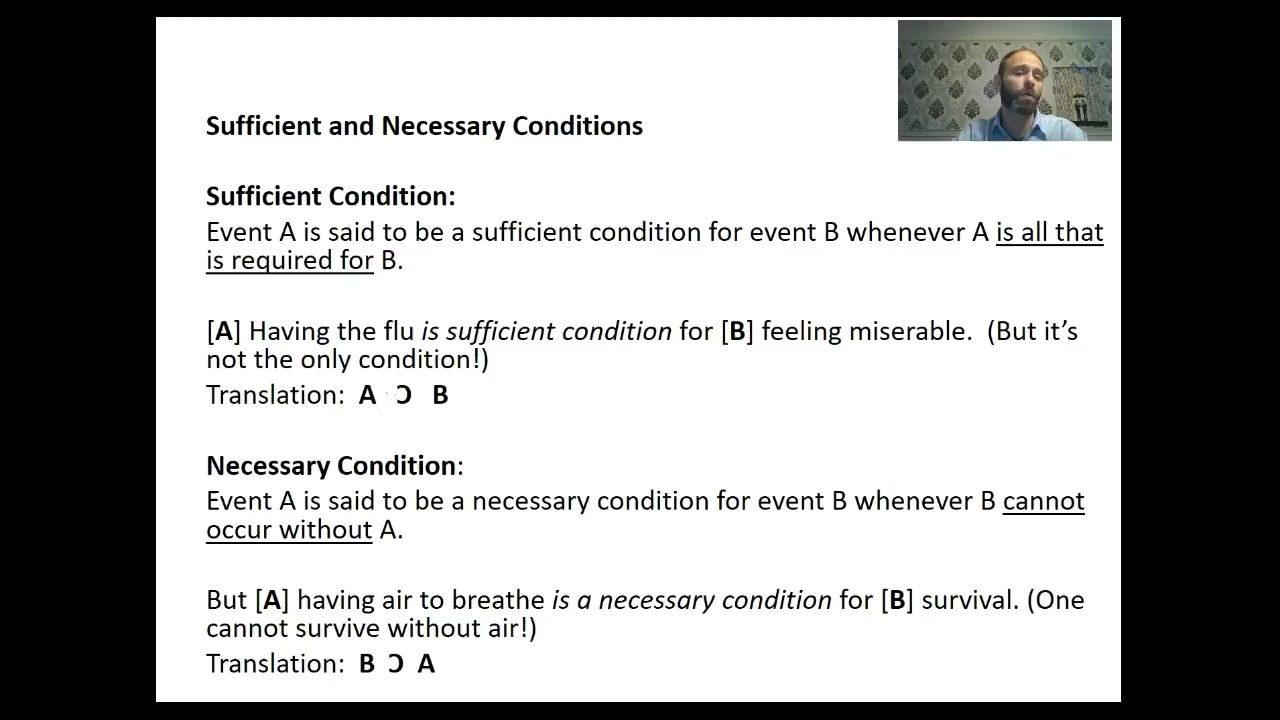 Sufficient and Necessary Conditions
Sufficient Condition:
Event A is said to be a sufficient condition for event B whenever A is all that
is required for B.
[A] Having the flu is sufficient condition for [B] feeling miserable.  (But it’s
not the only condition!)
Translation:  A  Ɔ  B
Necessary Condition:
Event A is said to be a necessary condition for event B whenever B cannot
occur without A.
But [A] having air to breathe is a necessary condition for [B] survival. (One
cannot survive without air!)
Translation:  B  Ɔ  A